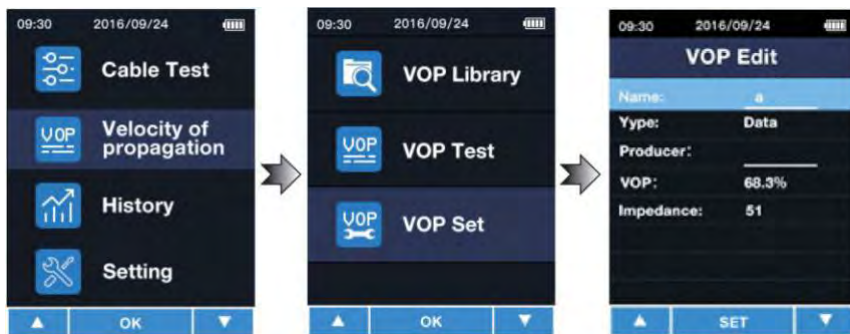 09:30 2016/09/24
Cable Test
VOP Velocity of propagation
History
Setting
▲ OK ▼
09:30 2016/09/24
VOP Library
VOP VOP Test
VOP VOP Set
▲ OK ▼
09:30 2016/09/24
VOP Edit
Name: a
Yype: Data
Producer:
VOP: 68.3%
Impedance: 51
▲ SET ▼